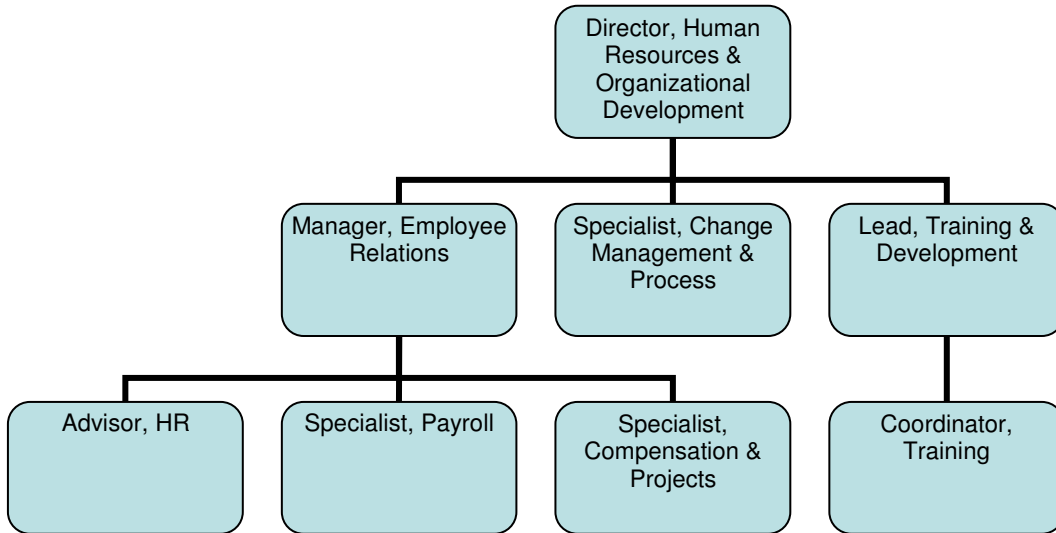 Director, Human
Resources &
Organizational
Development
Manager, Employee
Relations
Specialist, Change
Management &
Process
Lead, Training &
Development
Advisor, HR
Specialist, Payroll
Specialist,
Compensation &
Projects
Coordinator,
Training